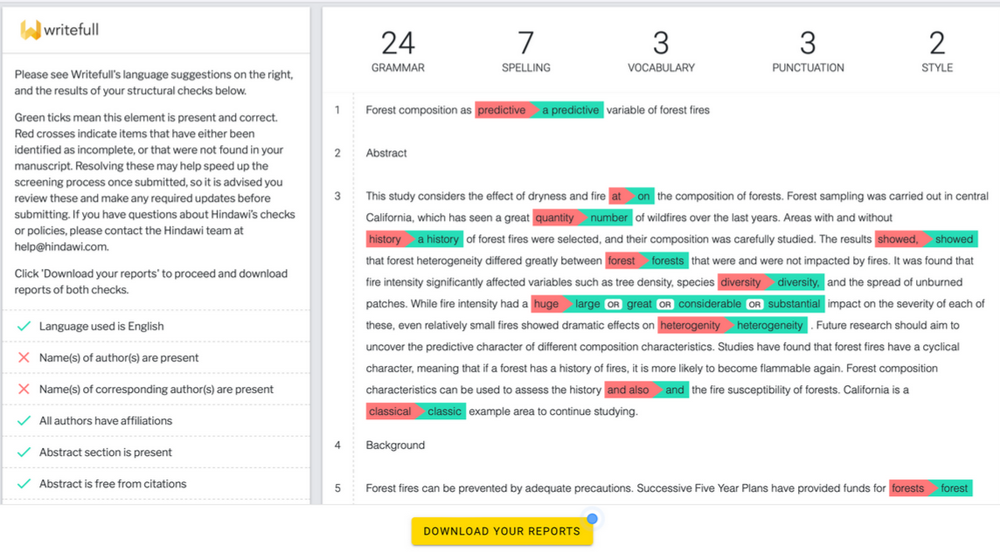 writefull
Please see Writefull's language suggestions on the right,
and the results of your structural checks below.
Green ticks mean this element is present and correct.
Red crosses indicate items that have either been
identified as incomplete, or that were not found in your
manuscript. Resolving these may help speed up the
screening process once submitted, so it is advised you
review these and make any required updates before
submitting. If you have questions about Hindawi's checks
or policies, please contact the Hindawi team at
help@hindawi.com.
Click 'Download your reports' to proceed and download
reports of both checks.
Language used is English
Name(s) of author(s) are present
Name(s) of corresponding author(s) are present
All authors have affiliations
Abstract section is present
Abstract is free from citations
24 7 3 3 2
GRAMMAR SPELLING VOCABULARY PUNCTUATION STYLE
1 Forest composition as predictive a predictive variable of forest fires
2 Abstract
3 This study considers the effect of dryness and fire at on the composition of forests. Forest sampling was carried out in central
California, which has seen a great quantity number of wildfires over the last years. Areas with and without
history a history of forest fires were selected, and their composition was carefully studied. The results showed, showed
that forest heterogeneity differed greatly between forest forests that were and were not impacted by fires. It was found that
fire intensity significantly affected variables such as tree density, species diversity diversity, and the spread of unburned
patches. While fire intensity had a huge large OR great OR considerable OR substantial impact on the severity of each of
these, even relatively small fires showed dramatic effects on heterogenity heterogeneity . Future research should aim to
uncover the predictive character of different composition characteristics. Studies have found that forest fires have a cyclical
character, meaning that if a forest has a history of fires, it is more likely to become flammable again. Forest composition
characteristics can be used to assess the history and also and the fire susceptibility of forests. California is a
classical classic example area to continue studying.
4 Background
5 Forest fires can be prevented by adequate precautions. Successive Five Year Plans have provided funds for forests forest
DOWNLOAD YOUR REPORTS